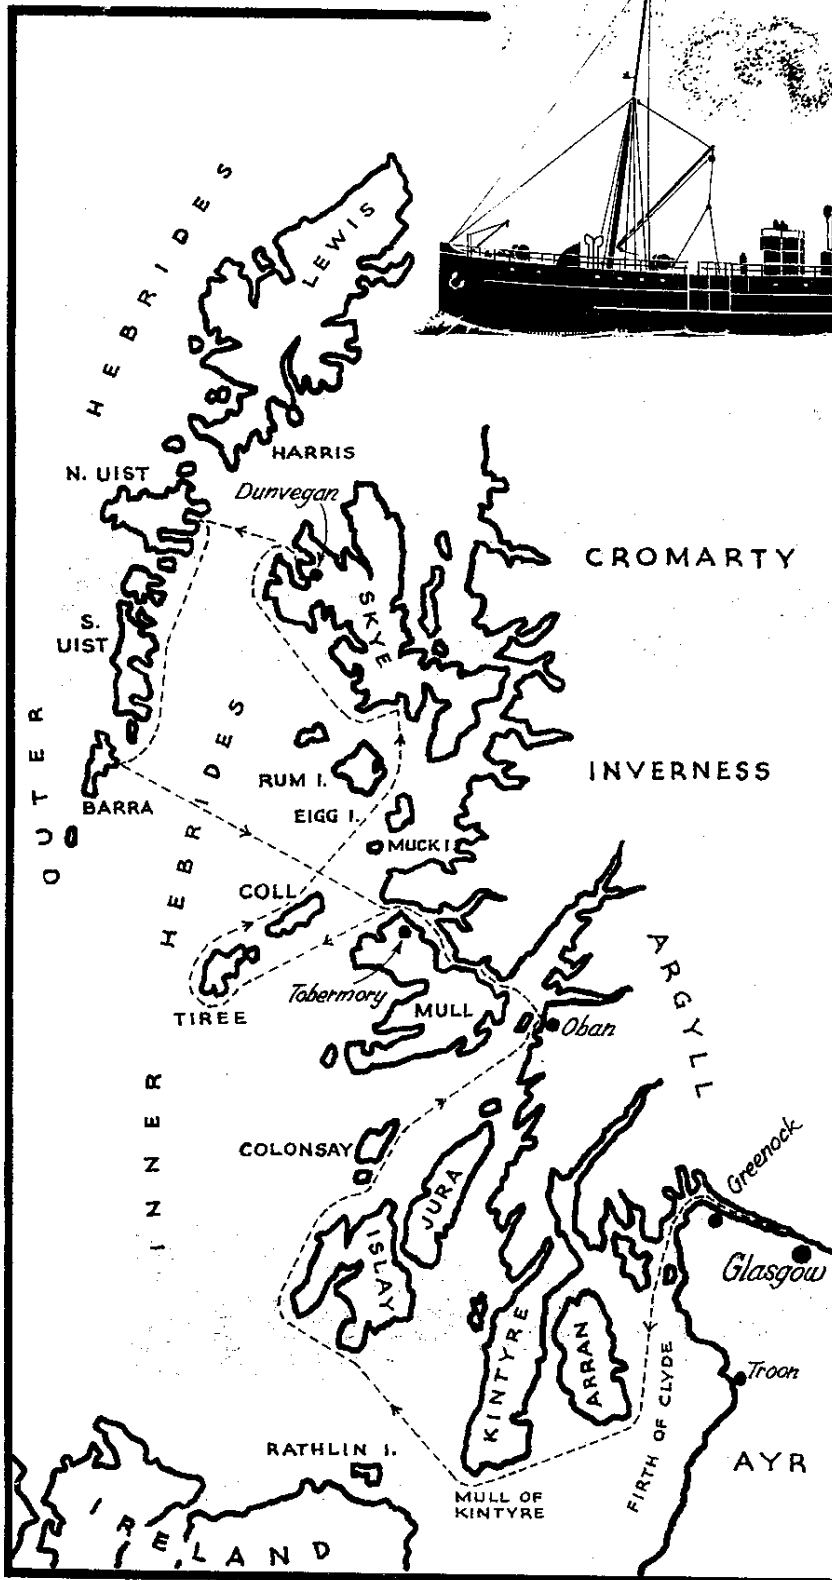 OUTER HEBRIDES
LEWIS
HARRIS
N. UIST
Dunvegan
CROMARTY
SKYE
S.
UIST
INNER HEBRIDES
INVERNESS
RUM I.
BARRA
EIGG I.
MUCK I.
COLL
ARGYLL
Tobermory
MULL
TIREE
Oban
COLONSAY
JURA
Greenock
ISLAY
Glasgow
KINTYRE
ARRAN
FIRTH OF CLYDE
Troon
RATHLIN I.
AYR
MULL OF
KINTYRE
IRELAND